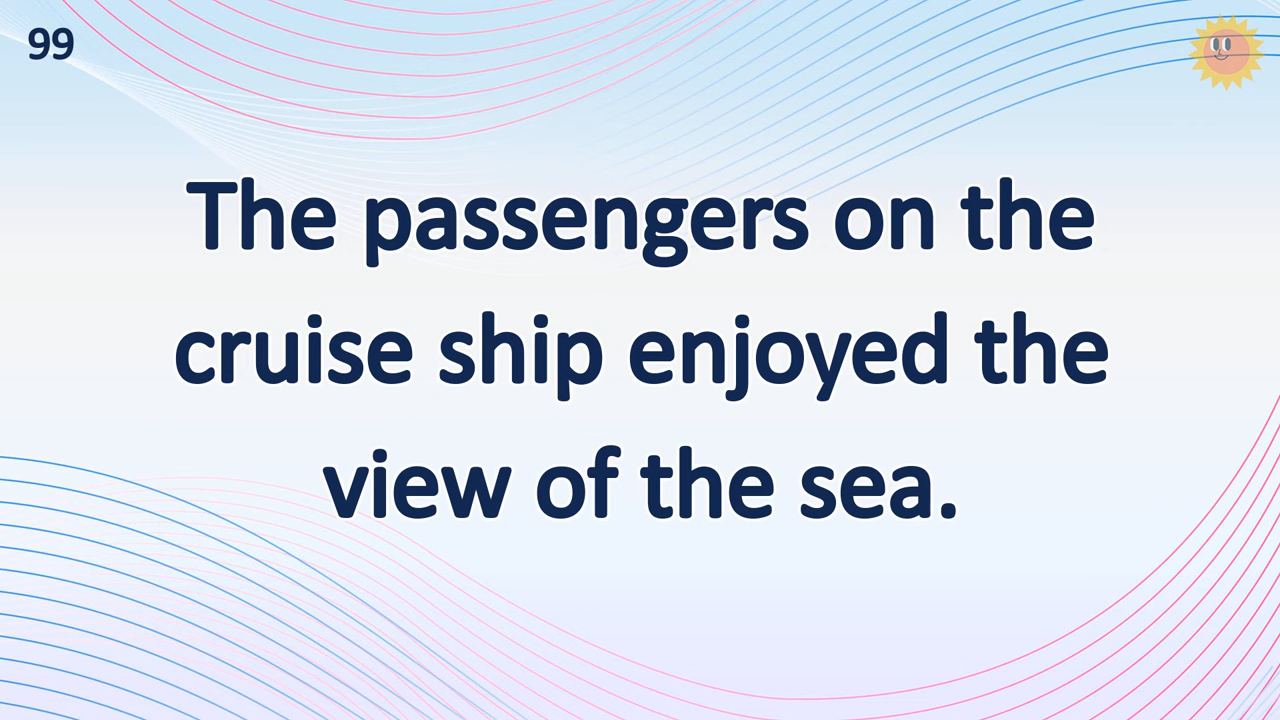 99
The passengers on the
cruise ship enjoyed the
view of the sea.